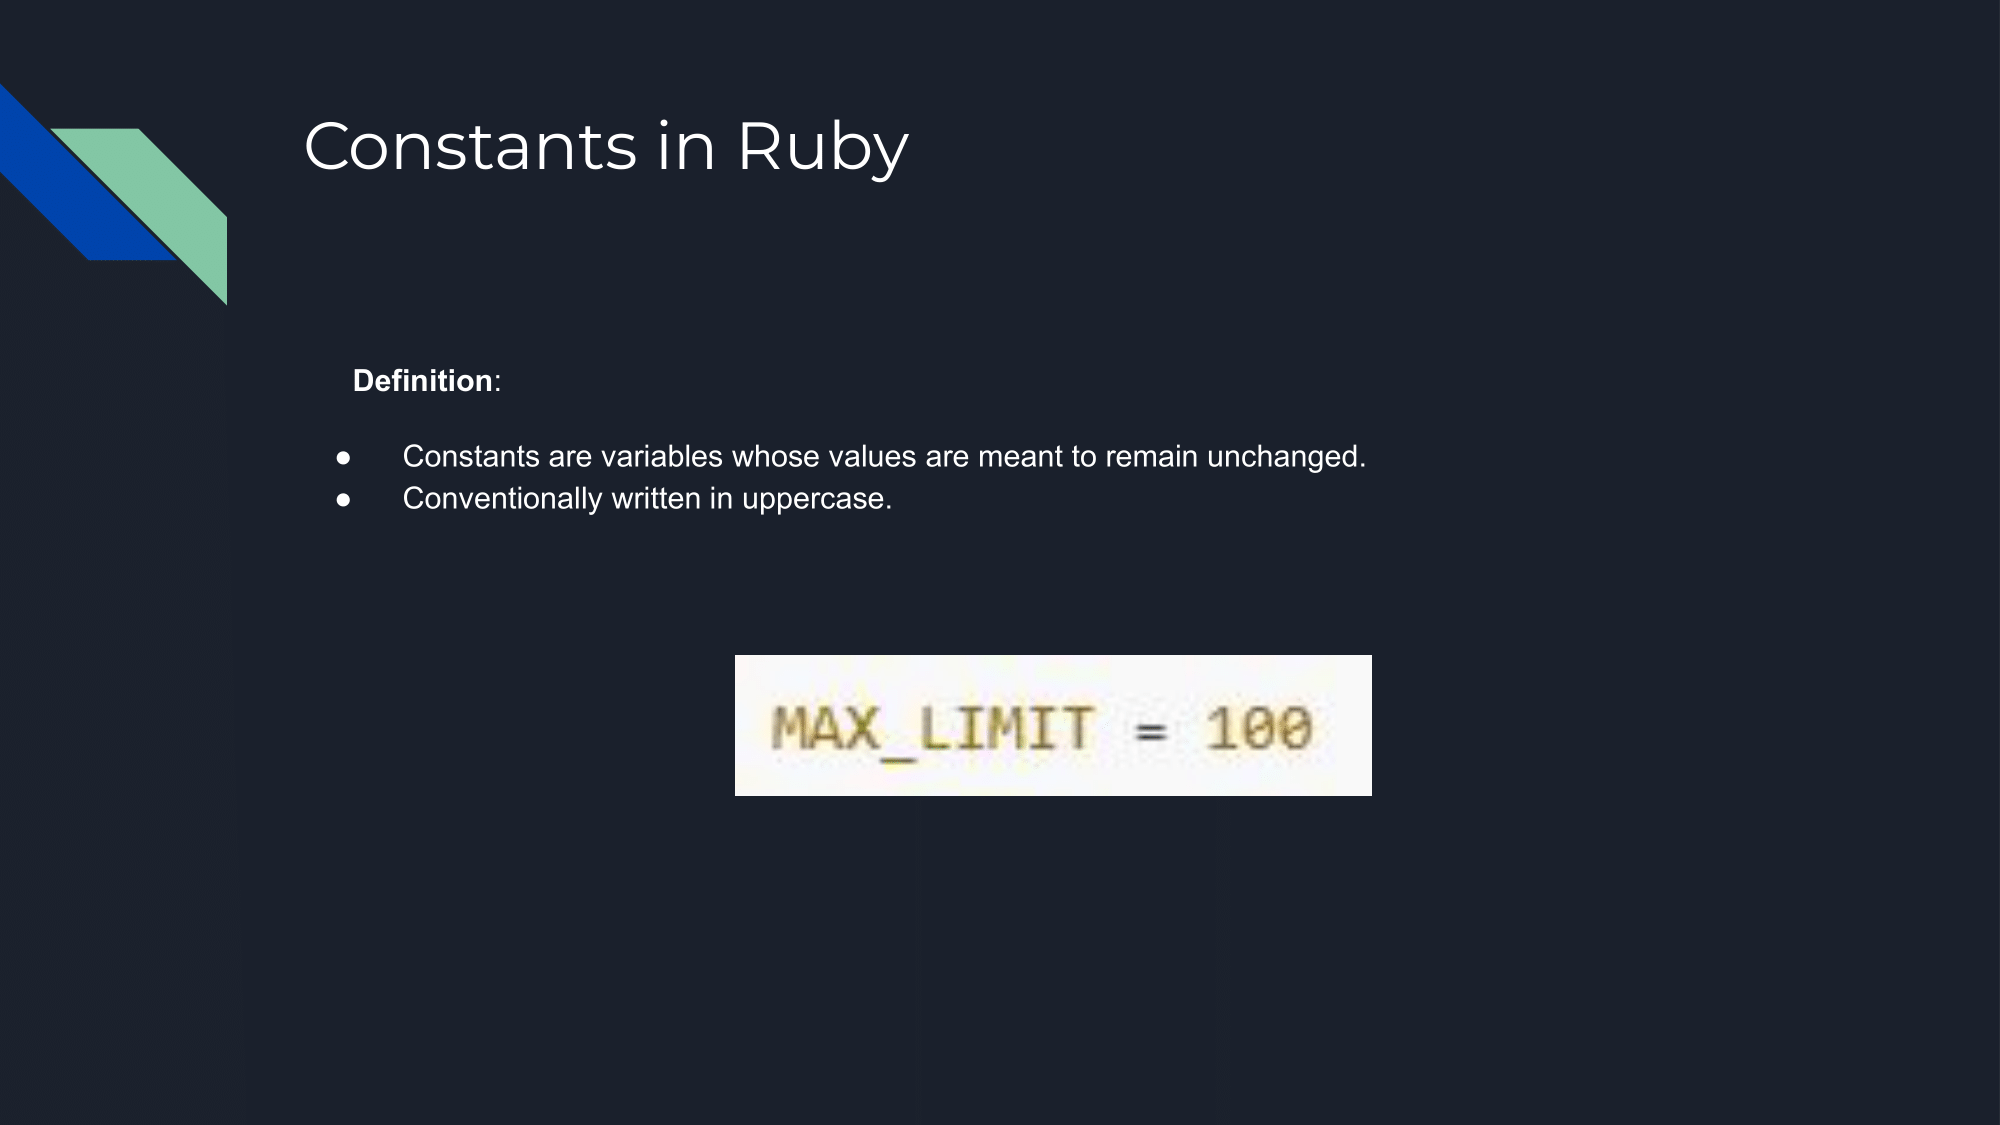 Constants in Ruby
Definition:
● Constants are variables whose values are meant to remain unchanged.
● Conventionally written in uppercase.
MAX_LIMIT = 100